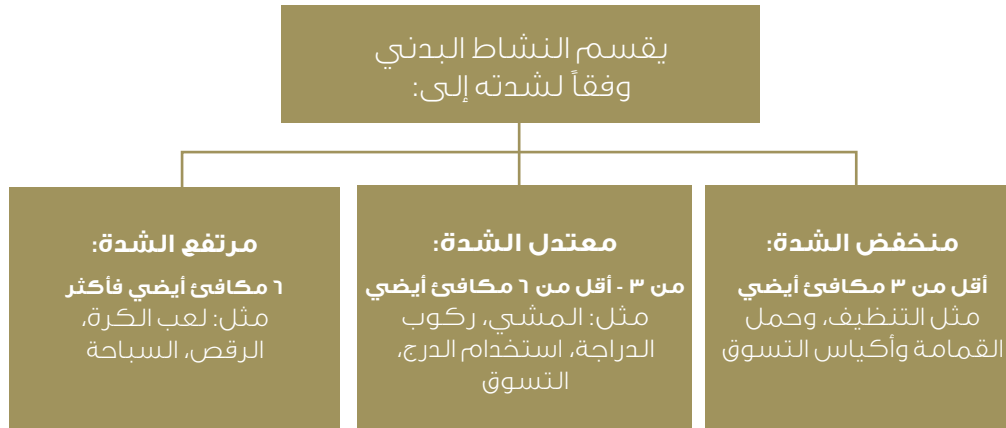 يقسم النشاط البدني
وفقاً لشدته إلى:
منخفض الشدة:
أقل من ٣ مكافئ أيضي
مثل التنظيف، وحمل
القمامة وأكياس التسوق
معتدل الشدة:
من ٣ - أقل من ٦ مكافئ أيضي
مثل: المشي، ركوب
الدراجة، استخدام الدرج،
التسوق
مرتفع الشدة:
٦ مكافئ أيضي فأكثر
مثل: لعب الكرة،
الرقص، السباحة